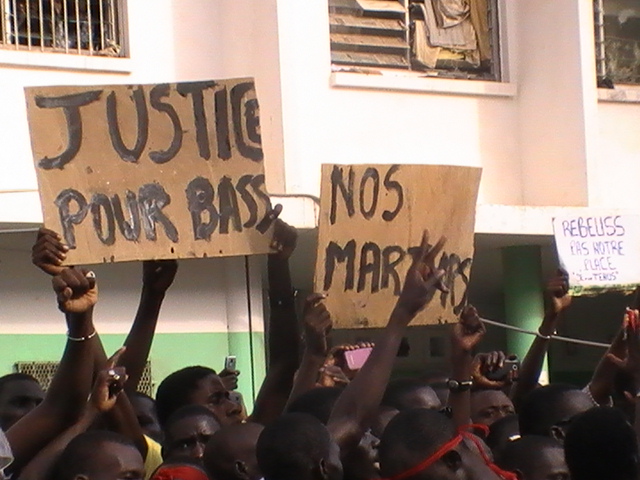 JUSTICE
POUR BASS
NOS
MARTYRS
REBEUSS
PAS NOTRE
PLACE